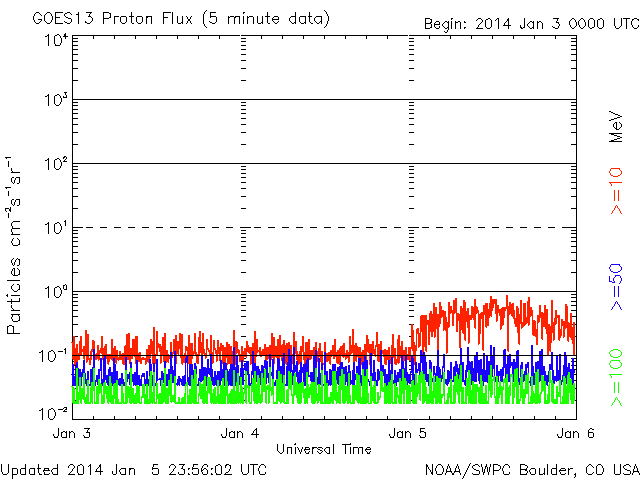 GOES13 Proton Flux (5 minute data)
Begin: 2014 Jan 3 0000 UTC
10⁴
10³
10²
10¹
10⁰
10⁻¹
10⁻²
Particles cm⁻²s⁻¹sr⁻¹
MeV
>=10
>=50
>=100
Jan 3
Jan 4
Jan 5
Jan 6
Universal Time
Updated 2014 Jan 5 23:56:02 UTC
NOAA/SWPC Boulder, CO USA